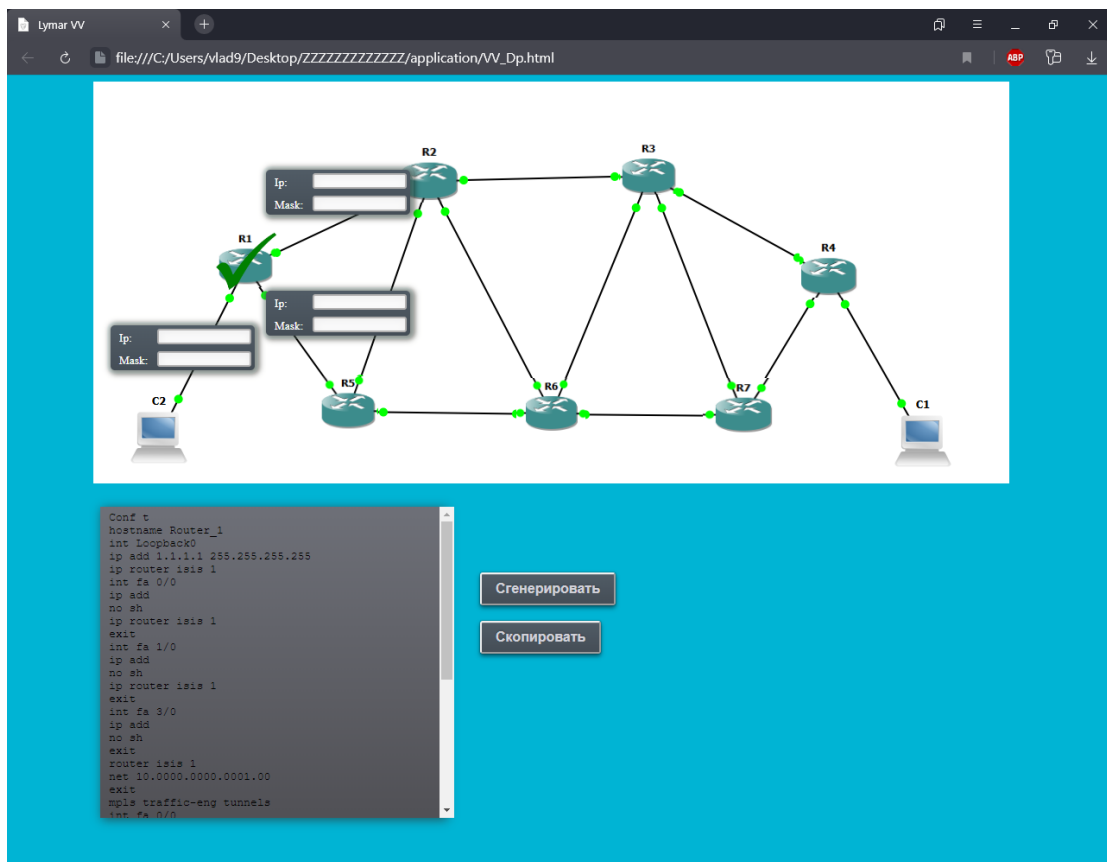 Lymar VV
file:///C:/Users/vlad9/Desktop/ZZZZZZZZZZZZZ/application/VV_Dp.html
ABP
R2
R3
Ip:
Mask:
R1
R4
Ip:
Mask:
Ip:
Mask:
R5
R6
R7
C2
C1
Conf t
hostname Router_1
int Loopback0
ip add 1.1.1.1 255.255.255.255
ip router isis 1
int fa 0/0
ip add
no sh
ip router isis 1
exit
int fa 1/0
ip add
no sh
ip router isis 1
exit
int fa 3/0
ip add
no sh
exit
router isis 1
net 10.0000.0000.0001.00
exit
mpls traffic-eng tunnels
int fa 0/0
Сгенерировать
Скопировать